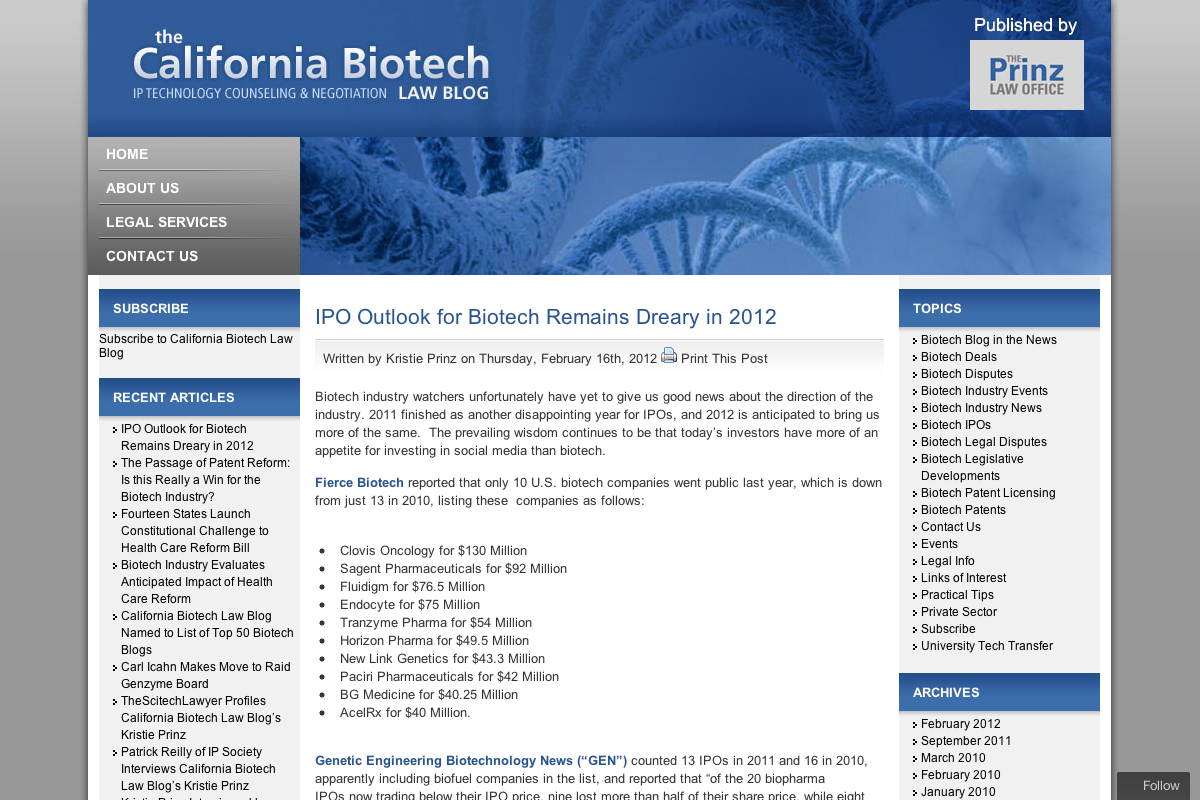 the
California Biotech
IP TECHNOLOGY COUNSELING & NEGOTIATION LAW BLOG
Published by
THE
Prinz
LAW OFFICE
HOME
ABOUT US
LEGAL SERVICES
CONTACT US
SUBSCRIBE
Subscribe to California Biotech Law
Blog
RECENT ARTICLES
IPO Outlook for Biotech
Remains Dreary in 2012
The Passage of Patent Reform:
Is this Really a Win for the
Biotech Industry?
Fourteen States Launch
Constitutional Challenge to
Health Care Reform Bill
Biotech Industry Evaluates
Anticipated Impact of Health
Care Reform
California Biotech Law Blog
Named to List of Top 50 Biotech
Blogs
Carl Icahn Makes Move to Raid
Genzyme Board
TheScitechLawyer Profiles
California Biotech Law Blog's
Kristie Prinz
Patrick Reilly of IP Society
Interviews California Biotech
Law Blog's Kristie Prinz
IPO Outlook for Biotech Remains Dreary in 2012
Written by Kristie Prinz on Thursday, February 16th, 2012 Print This Post
Biotech industry watchers unfortunately have yet to give us good news about the direction of the
industry. 2011 finished as another disappointing year for IPOs, and 2012 is anticipated to bring us
more of the same.  The prevailing wisdom continues to be that today's investors have more of an
appetite for investing in social media than biotech.
Fierce Biotech reported that only 10 U.S. biotech companies went public last year, which is down
from just 13 in 2010, listing these  companies as follows:
Clovis Oncology for $130 Million
Sagent Pharmaceuticals for $92 Million
Fluidigm for $76.5 Million
Endocyte for $75 Million
Tranzyme Pharma for $54 Million
Horizon Pharma for $49.5 Million
New Link Genetics for $43.3 Million
Paciri Pharmaceuticals for $42 Million
BG Medicine for $40.25 Million
AcelRx for $40 Million.
Genetic Engineering Biotechnology News ("GEN") counted 13 IPOs in 2011 and 16 in 2010,
apparently including biofuel companies in the list, and reported that "of the 20 biopharma
IPOs now trading below their IPO price, nine lost more than half of their share price, while eight
TOPICS
Biotech Blog in the News
Biotech Deals
Biotech Disputes
Biotech Industry Events
Biotech Industry News
Biotech IPOs
Biotech Legal Disputes
Biotech Legislative
Developments
Biotech Patent Licensing
Biotech Patents
Contact Us
Events
Legal Info
Links of Interest
Practical Tips
Private Sector
Subscribe
University Tech Transfer
ARCHIVES
February 2012
September 2011
March 2010
February 2010
January 2010
Follow